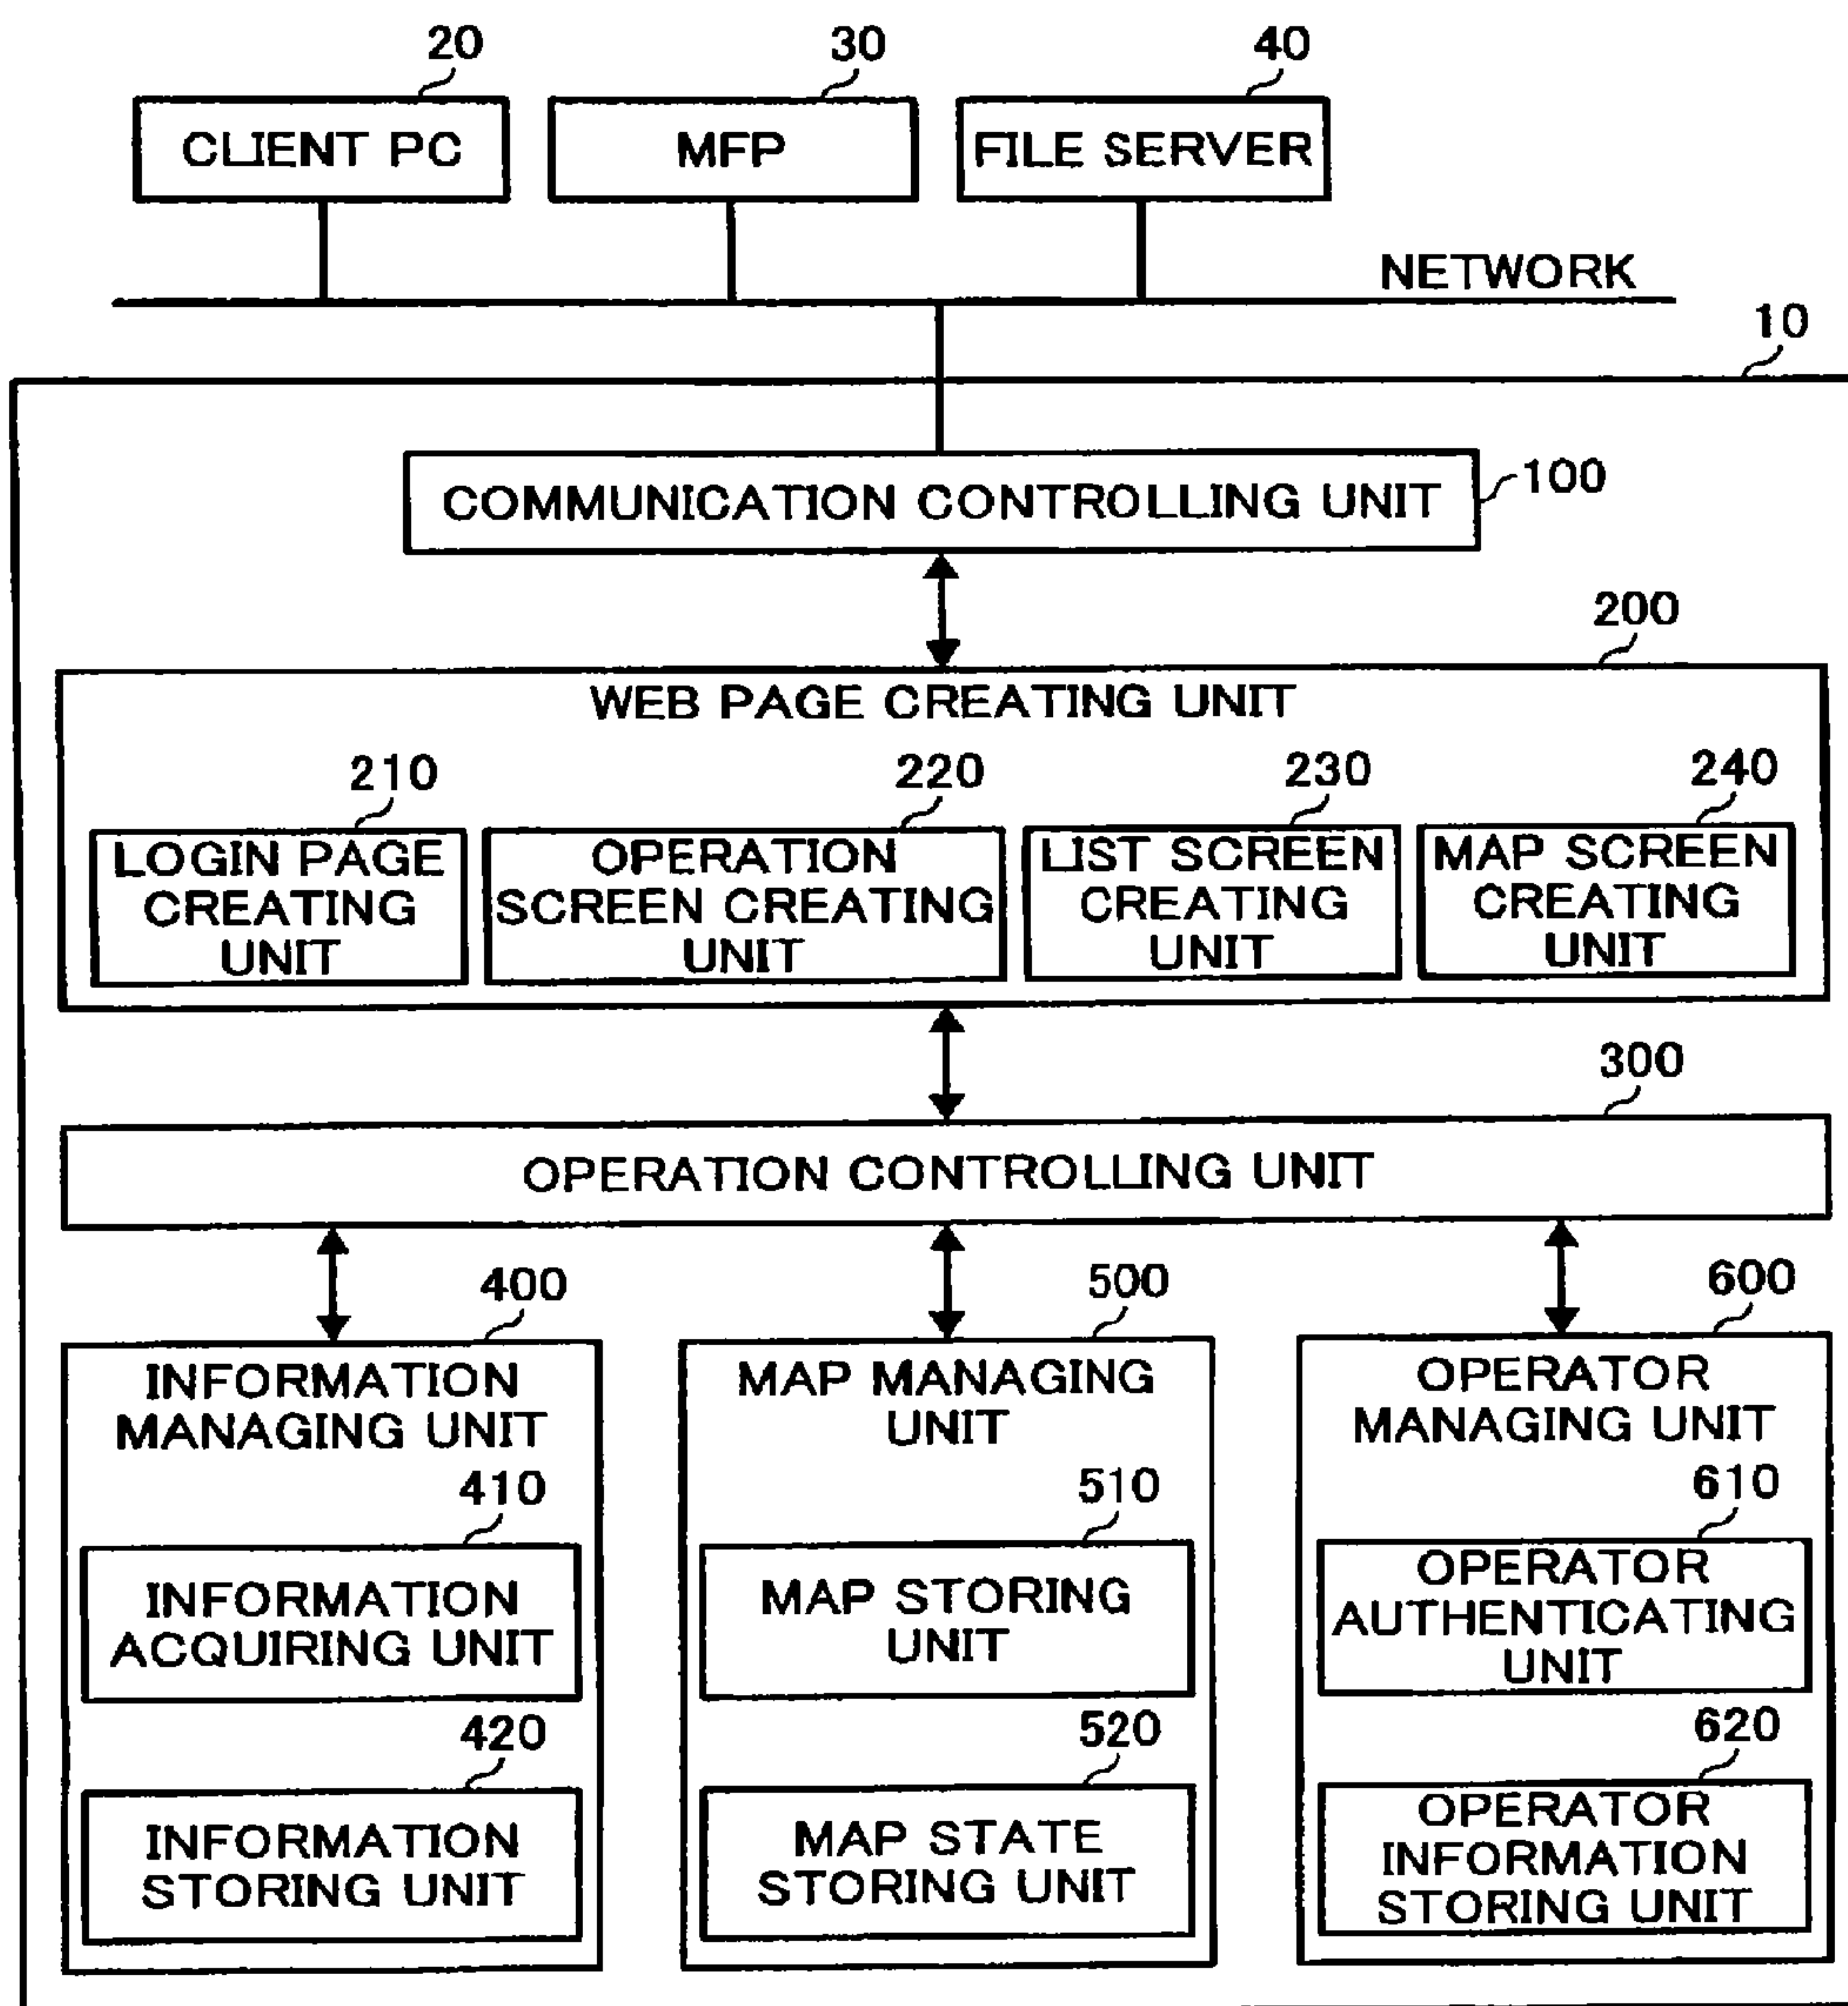 20
30
40
CLIENT PC
MFP
FILE SERVER
NETWORK
10
COMMUNICATION CONTROLLING UNIT
100
200
WEB PAGE CREATING UNIT
210
220
230
240
LOGIN PAGE
CREATING
UNIT
OPERATION
SCREEN CREATING
UNIT
LIST SCREEN
CREATING
UNIT
MAP SCREEN
CREATING
UNIT
300
OPERATION CONTROLLING UNIT
400
500
600
INFORMATION
MANAGING UNIT
410
INFORMATION
ACQUIRING UNIT
420
INFORMATION
STORING UNIT
MAP MANAGING
UNIT
510
MAP STORING
UNIT
520
MAP STATE
STORING UNIT
OPERATOR
MANAGING UNIT
610
OPERATOR
AUTHENTICATING
UNIT
620
OPERATOR
INFORMATION
STORING UNIT